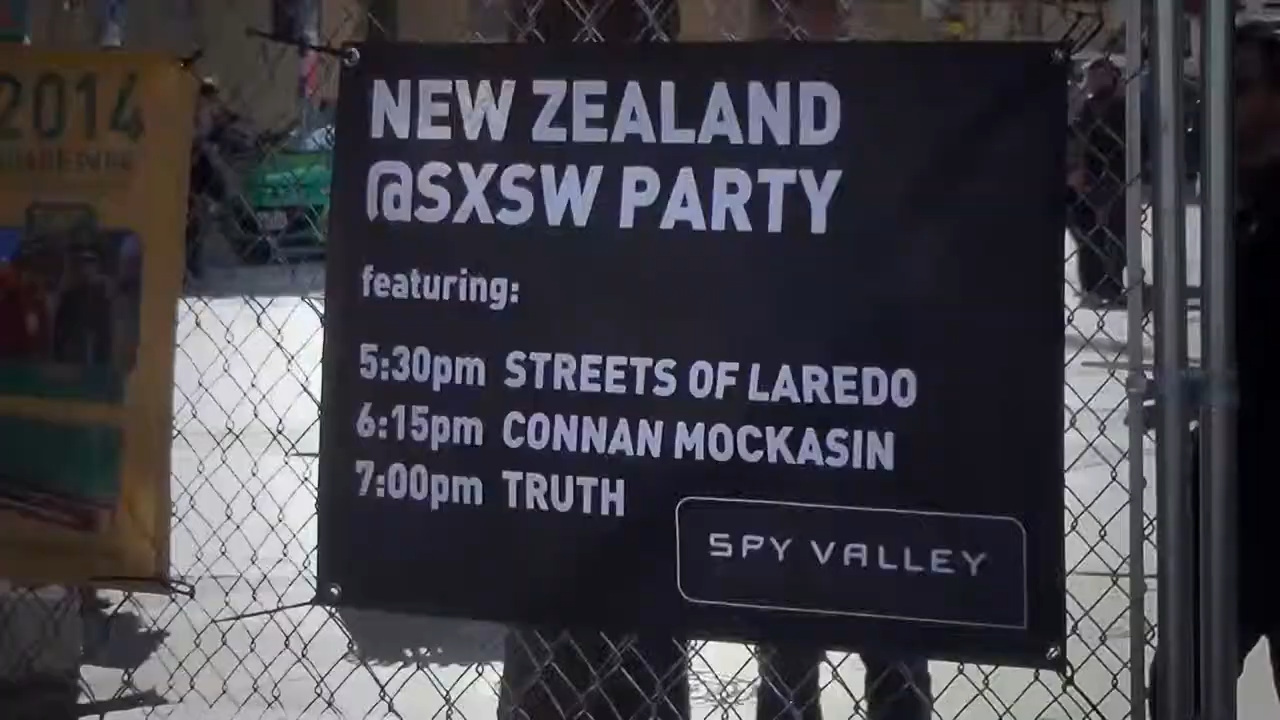 2014
NEW ZEALAND
@SXSW PARTY
featuring:
5:30pm STREETS OF LAREDO
6:15pm CONNAN MOCKASIN
7:00pm TRUTH
SPY VALLEY